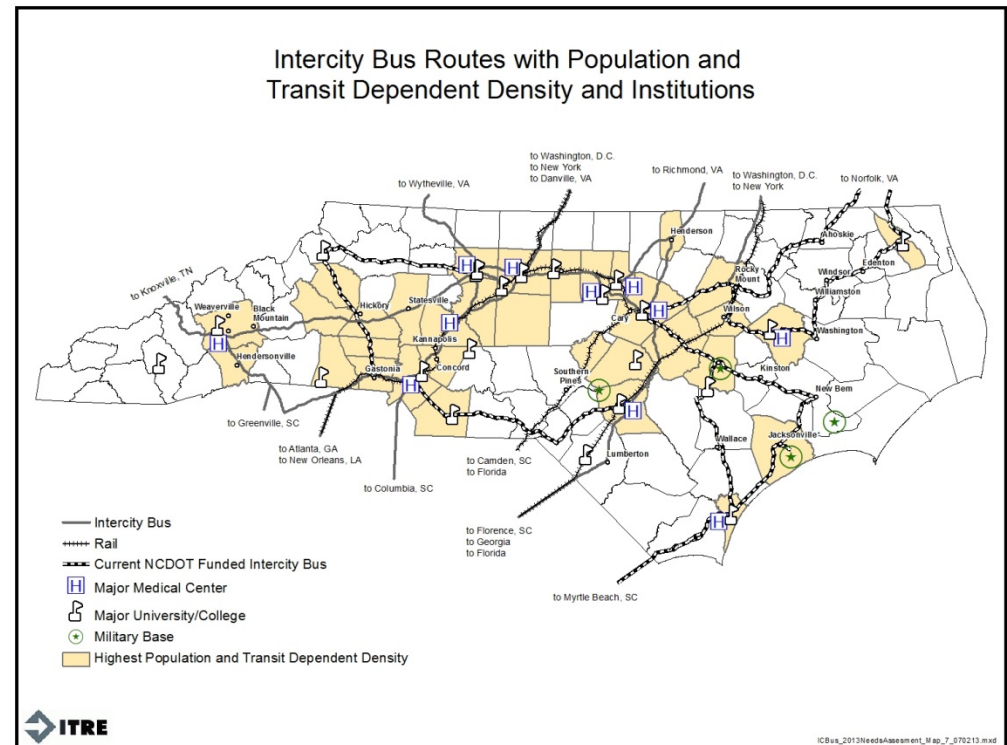 Intercity Bus Routes with Population and
Transit Dependent Density and Institutions
to Washington, D.C.
to New York
to Danville, VA
to Wytheville, VA
to Richmond, VA
to Washington, D.C.
to New York
to Norfolk, VA
to Knoxville, TN
Henderson
Ahoskie
Edenton
Windsor
Williamston
Rocky
Mount
Wilson
Washington
Weaverville
Black
Mountain
Hickory
Statesville
Cary
Kannapolis
Concord
Hendersonville
Gastonia
Southern
Pines
Kinston
New Bern
Jacksonville
Wallace
Lumberton
to Greenville, SC
to Atlanta, GA
to New Orleans, LA
to Columbia, SC
to Camden, SC
to Florida
to Florence, SC
to Georgia
to Florida
to Myrtle Beach, SC
Intercity Bus
Rail
Current NCDOT Funded Intercity Bus
H Major Medical Center
Major University/College
Military Base
Highest Population and Transit Dependent Density
H
H
H
H
H
H
H
H
H
H
H
ITRE
ICBus_2013NeedsAssesment_Map_7_070213.mxd